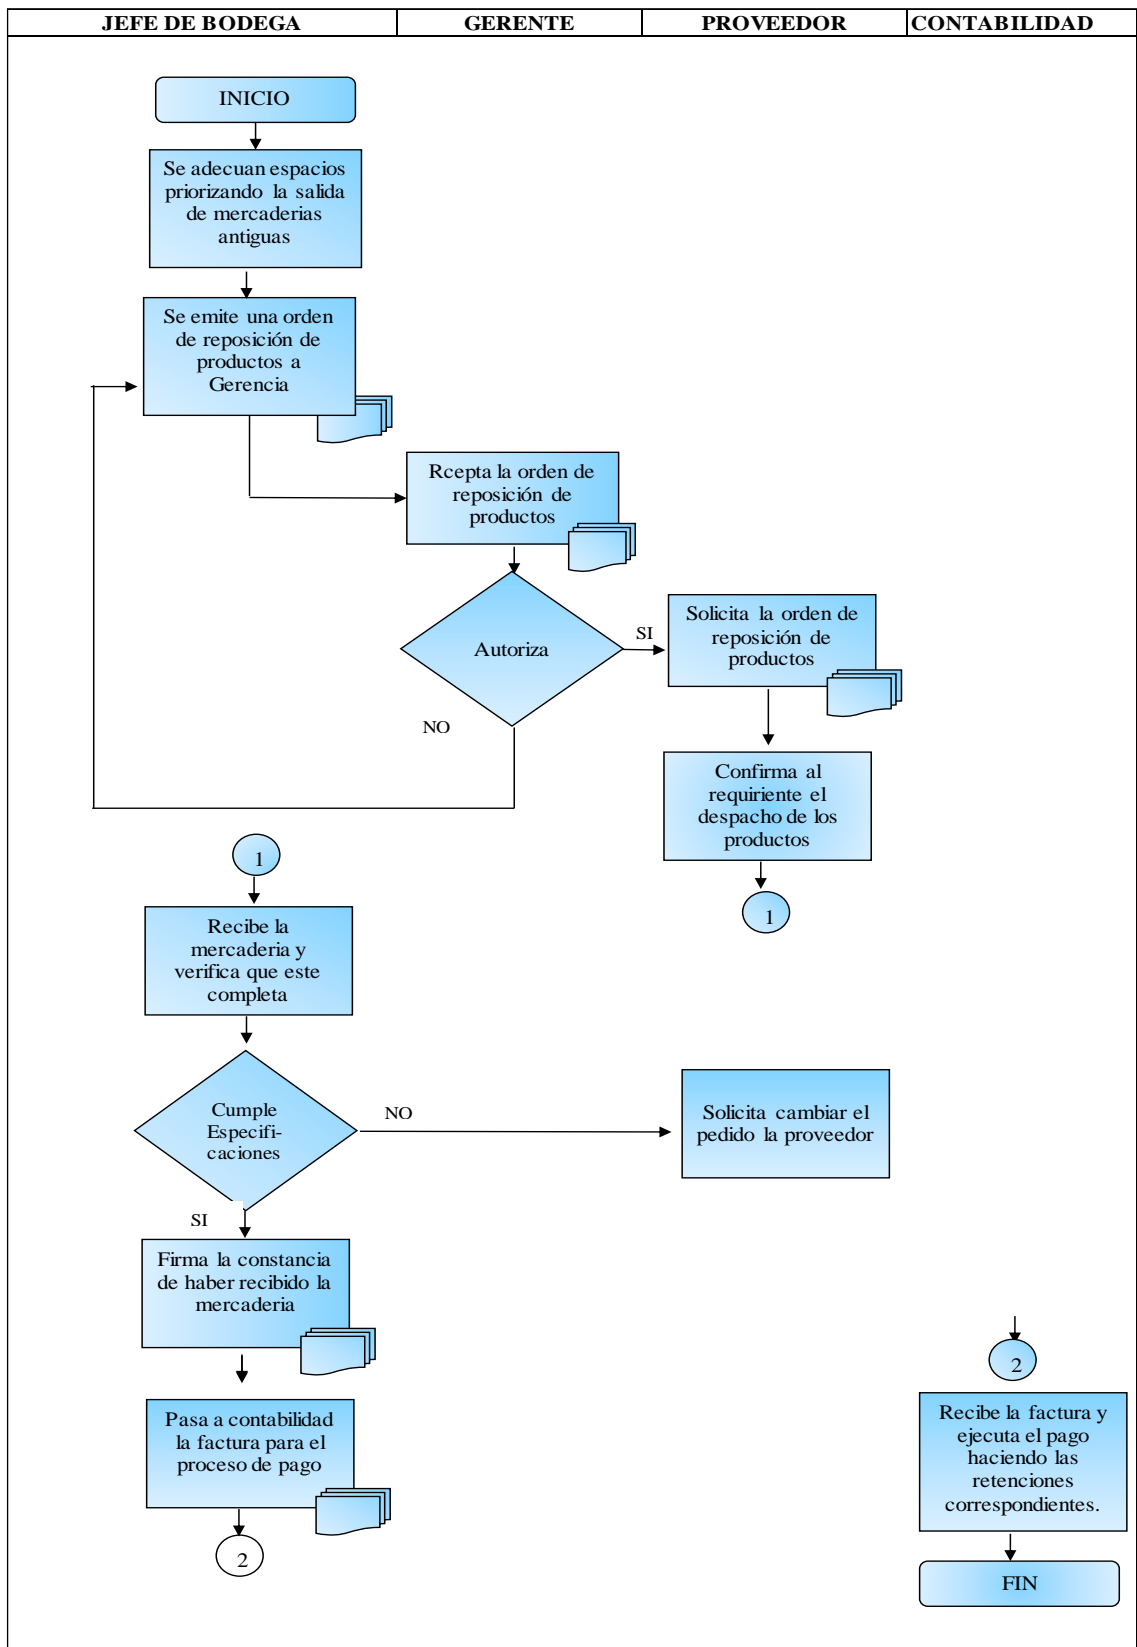 JEFE DE BODEGA
GERENTE
PROVEEDOR
CONTABILIDAD
INICIO
Se adecuan espacios
priorizando la salida
de mercaderias
antiguas
Se emite una orden
de reposición de
productos a
Gerencia
Rcepta la orden de
reposición de
productos
Autoriza
SI
NO
Solicita la orden de
reposición de
productos
Confirma al
requiriente el
despacho de los
productos
1
1
Recibe la
mercaderia y
verifica que este
completa
Cumple
Especifi-
caciones
NO
Solicita cambiar el
pedido la proveedor
SI
Firma la constancia
de haber recibido la
mercaderia
Pasa a contabilidad
la factura para el
proceso de pago
2
2
Recibe la factura y
ejecuta el pago
haciendo las
retenciones
correspondientes.
FIN